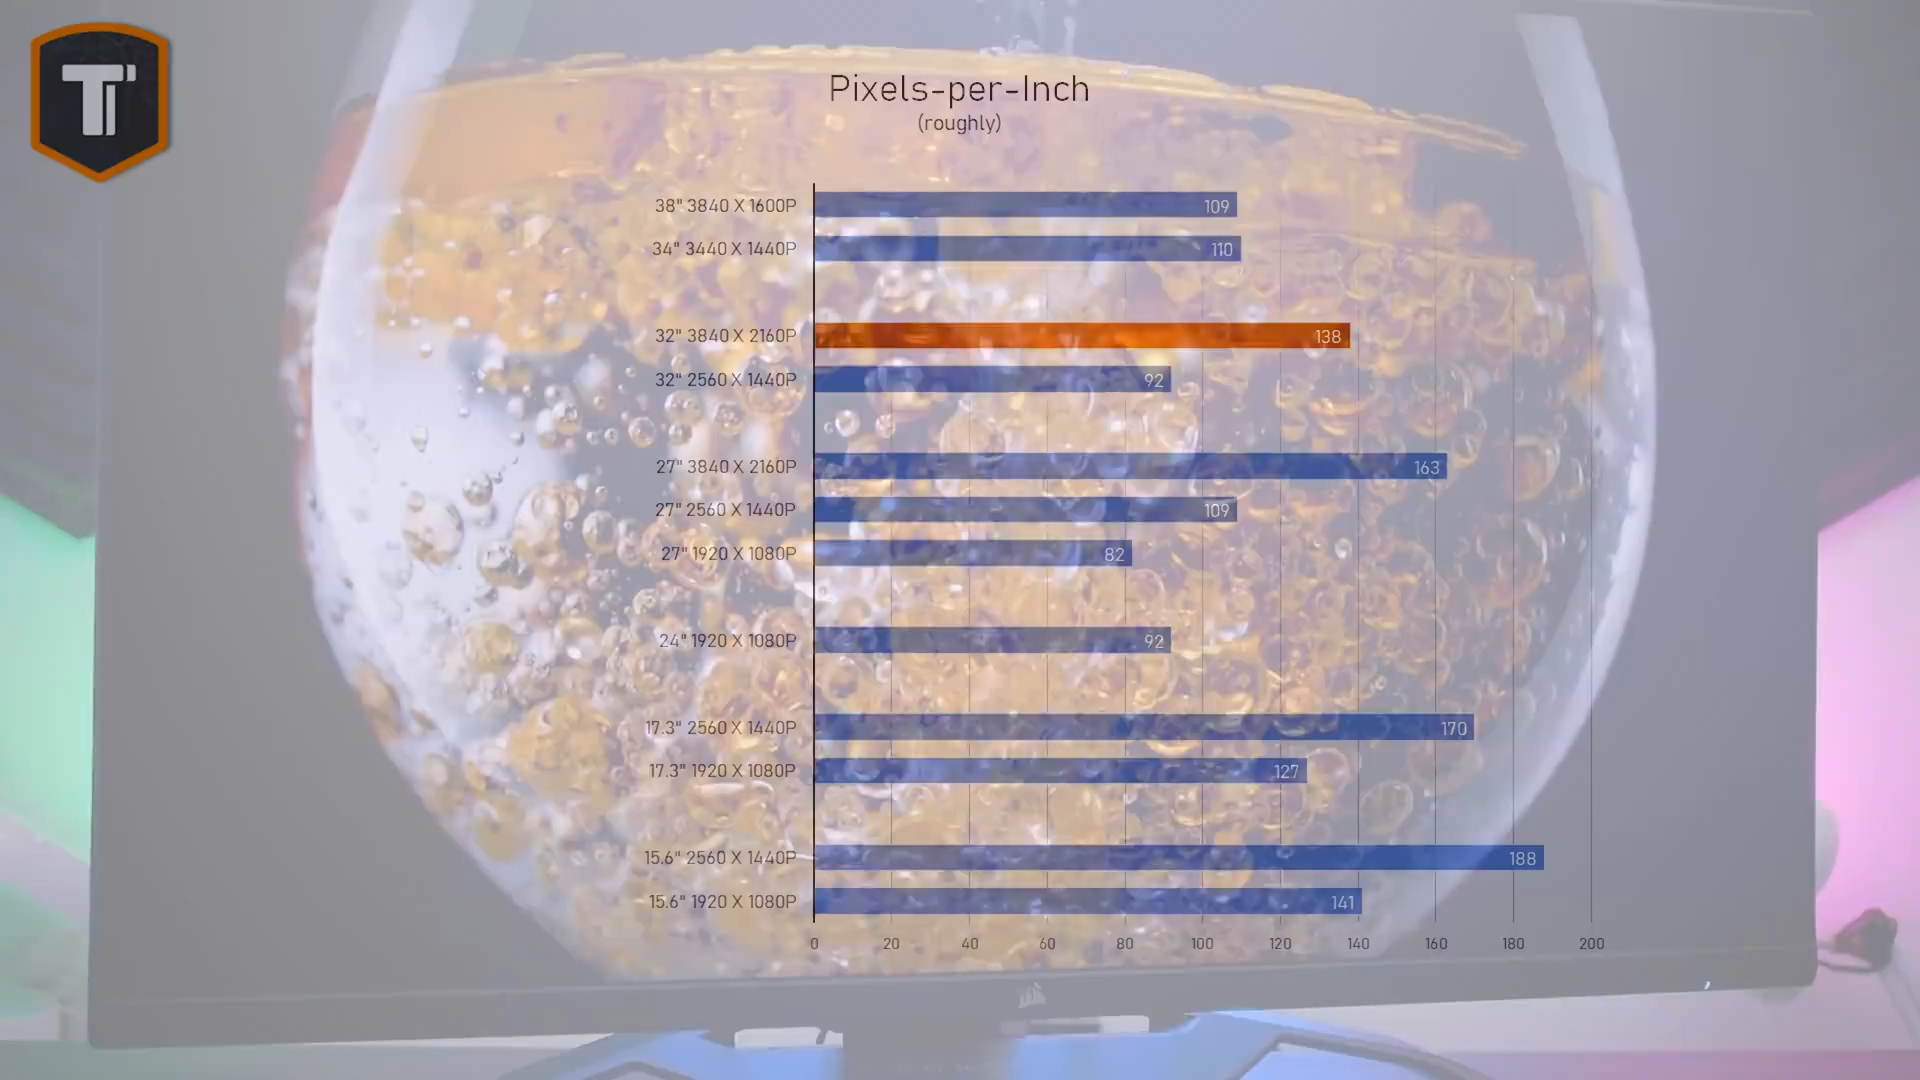 Pixels-per-Inch
(roughly)
38" 3840 X 1600P 109
34" 3440 X 1440P 110
32" 3840 X 2160P 138
32" 2560 X 1440P 92
27" 3840 X 2160P 163
27" 2560 X 1440P 109
27" 1920 X 1080P 82
24" 1920 X 1080P 92
17.3" 2560 X 1440P 170
17.3" 1920 X 1080P 127
15.6" 2560 X 1440P 188
15.6" 1920 X 1080P 141
0 20 40 60 80 100 120 140 160 180 200